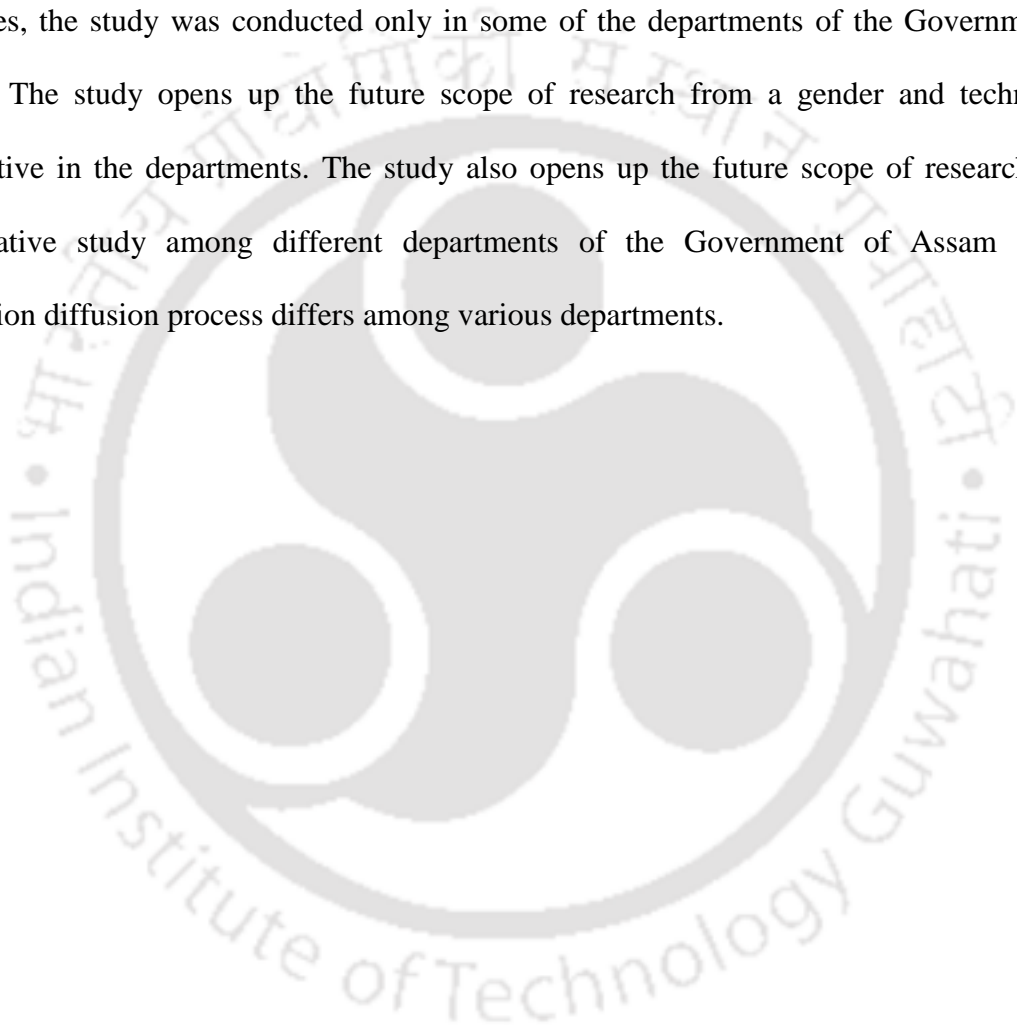 es, the study was conducted only in some of the departments of the Governm
The study opens up the future scope of research from a gender and techn
tive in the departments. The study also opens up the future scope of research
ative study among different departments of the Government of Assam
ion diffusion process differs among various departments.
भारतीय प्रौद्योगिकी संस्थान गुवाहाटी
• Indian Institute of Technology Guwahati •